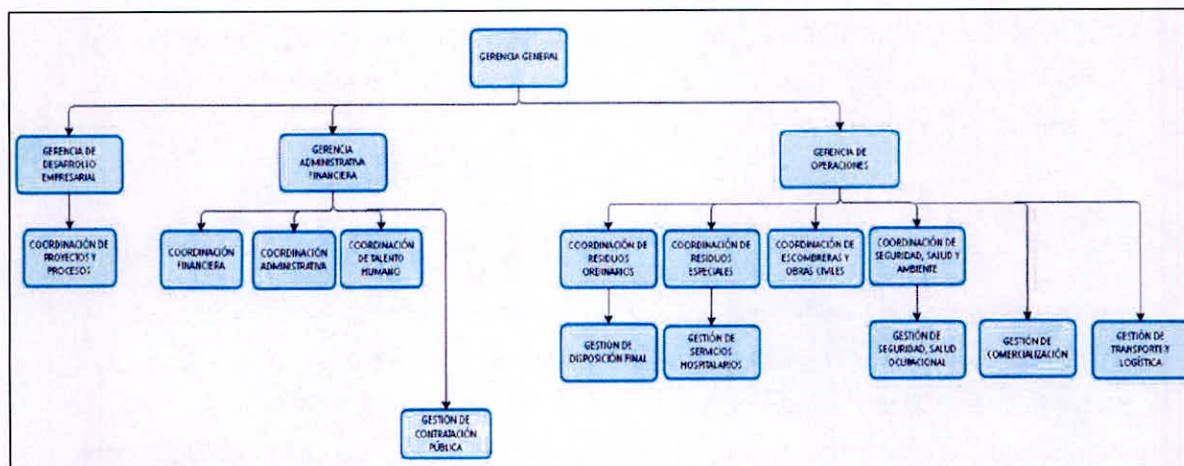 GERENCIA GENERAL
GERENCIA DE
DESARROLLO
EMPRESARIAL
GERENCIA
ADMINISTRATIVA
FINANCIERA
GERENCIA DE
OPERACIONES
COORDINACIÓN DE
PROYECTOS Y
PROCESOS
COORDINACIÓN
FINANCIERA
COORDINACIÓN
ADMINISTRATIVA
COORDINACIÓN
DE TALENTO
HUMANO
COORDINACIÓN DE
RESIDUOS
ORDINARIOS
COORDINACIÓN DE
RESIDUOS
ESPECIALES
COORDINACIÓN DE
ESCOMBRERAS Y
OBRAS CIVILES
COORDINACIÓN DE
SEGURIDAD, SALUD Y
AMBIENTE
GESTIÓN DE
DISPOSICIÓN FINAL
GESTIÓN DE
SERVICIOS
HOSPITALARIOS
GESTIÓN DE
SEGURIDAD, SALUD
OCUPACIONAL
GESTIÓN DE
COMERCIALIZACIÓN
GESTIÓN DE
TRANSPORTE Y
LOGÍSTICA
GESTIÓN DE
CONTRATACIÓN
PÚBLICA